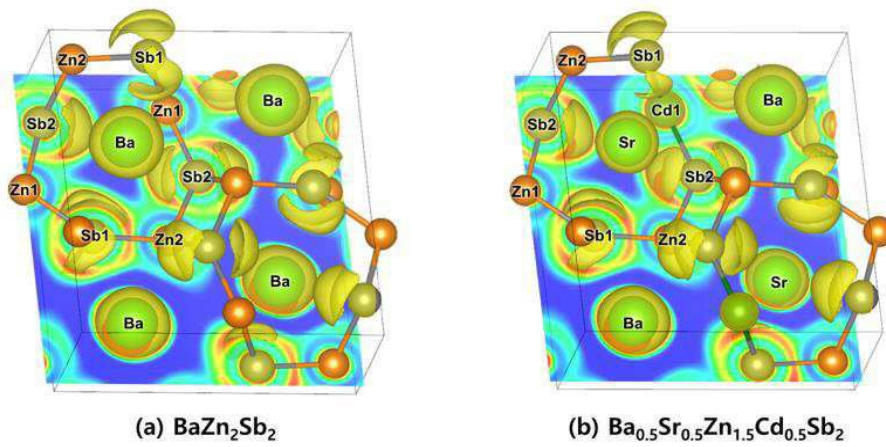 Zn2 Sb1
Ba
Zn1
Sb2
Ba
Sb2
Zn1
Sb1 Zn2
Ba
Ba
(a) BaZn₂Sb₂
Zn2 Sb1
Ba
Cd1
Sb2
Sr
Sb2
Zn1
Sb1 Zn2
Sr
Ba
(b) Ba₀.₅Sr₀.₅Zn₁.₅Cd₀.₅Sb₂